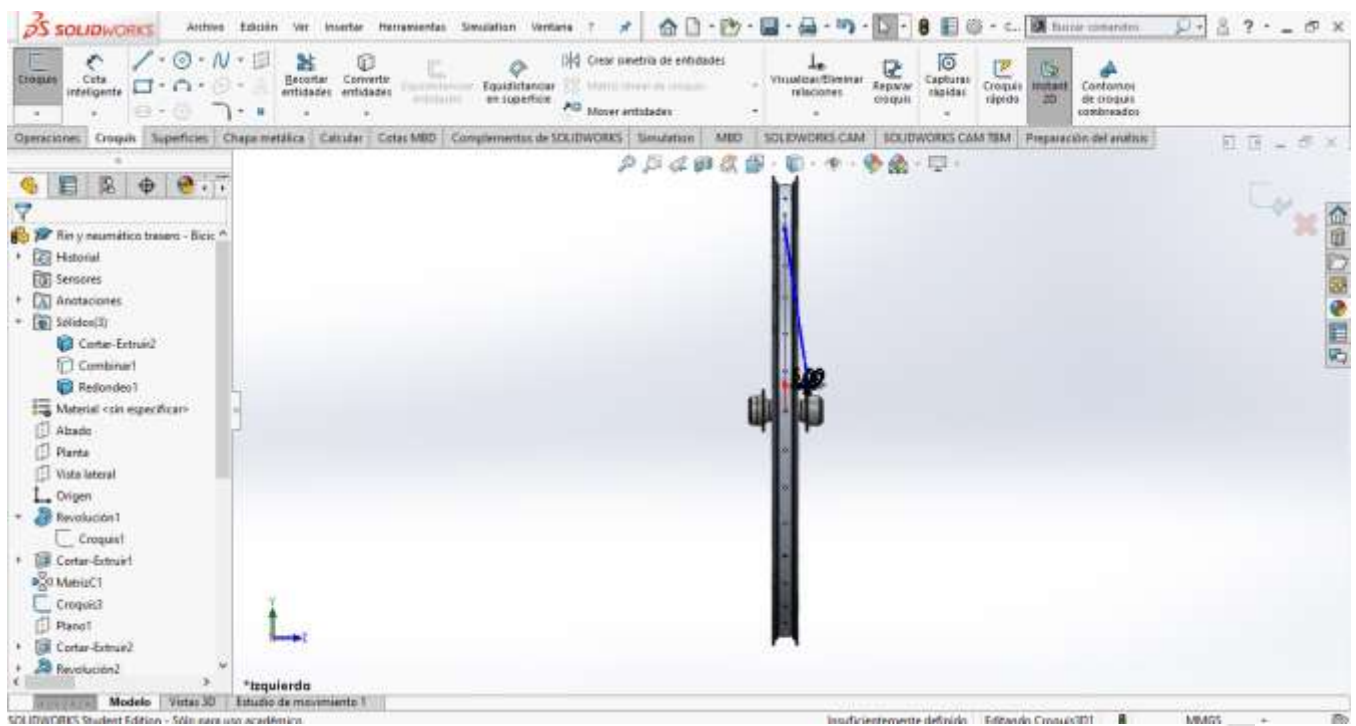 SOLIDWORKS
Archivo Edición Ver Insertar Herramientas Simulation Ventana ?
Buscar comandos
Croquis
Cota inteligente
Recortar entidades
Convertir entidades
Equidistanciar en superficie
Crear simetría de entidades
Mover entidades
Visualizar/Eliminar relaciones
Reparar croquis
Capturas rápidas
Croquis rápido
Instant 2D
Contornos de croquis sombreados
Operaciones Croquis Superficies Chapa metálica Calcular Cotas MBD Complementos de SOLIDWORKS Simulation MBD SOLIDWORKS CAM SOLIDWORKS CAM TBM Preparación del análisis
Rin y neumático trasero - Bicic
Historial
Sensores
Anotaciones
Sólidos(3)
Cortar-Extruir2
Combinar1
Redondeo1
Material <sin especificar>
Alzado
Planta
Vista lateral
Origen
Revolución1
Croquis1
Cortar-Extruir1
MatrizC1
Croquis3
Plano1
Cortar-Extruir2
Revolución2
Y
Z
*Izquierda
Modelo Vistas 3D Estudio de movimiento 1
SOLIDWORKS Student Edition - Sólo para uso académico.
Insuficientemente definido Editando Croquis3D1 MMGS